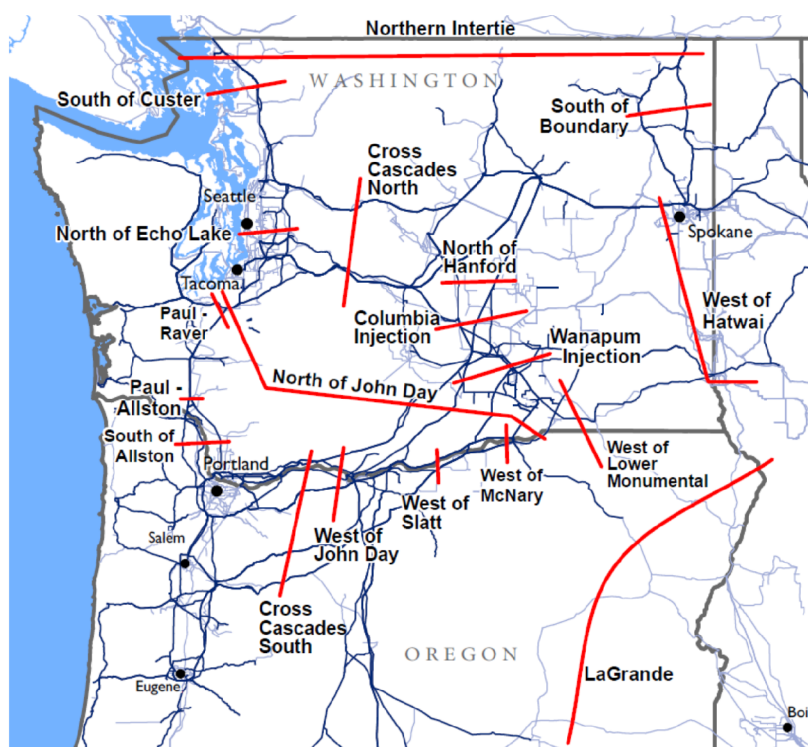 Northern Intertie
WASHINGTON
South of Custer
South of
Boundary
Cross
Cascades
North
Seattle
Spokane
North of Echo Lake
North of
Hanford
Tacoma
Paul -
Raver
Columbia
Injection
West of
Hatwai
Wanapum
Injection
North of John Day
Paul -
Allston
South of
Allston
Portland
West of
Lower
Monumental
West of
McNary
West of
Slatt
West of
John Day
Salem
Cross
Cascades
South
OREGON
LaGrande
Eugene
Boi